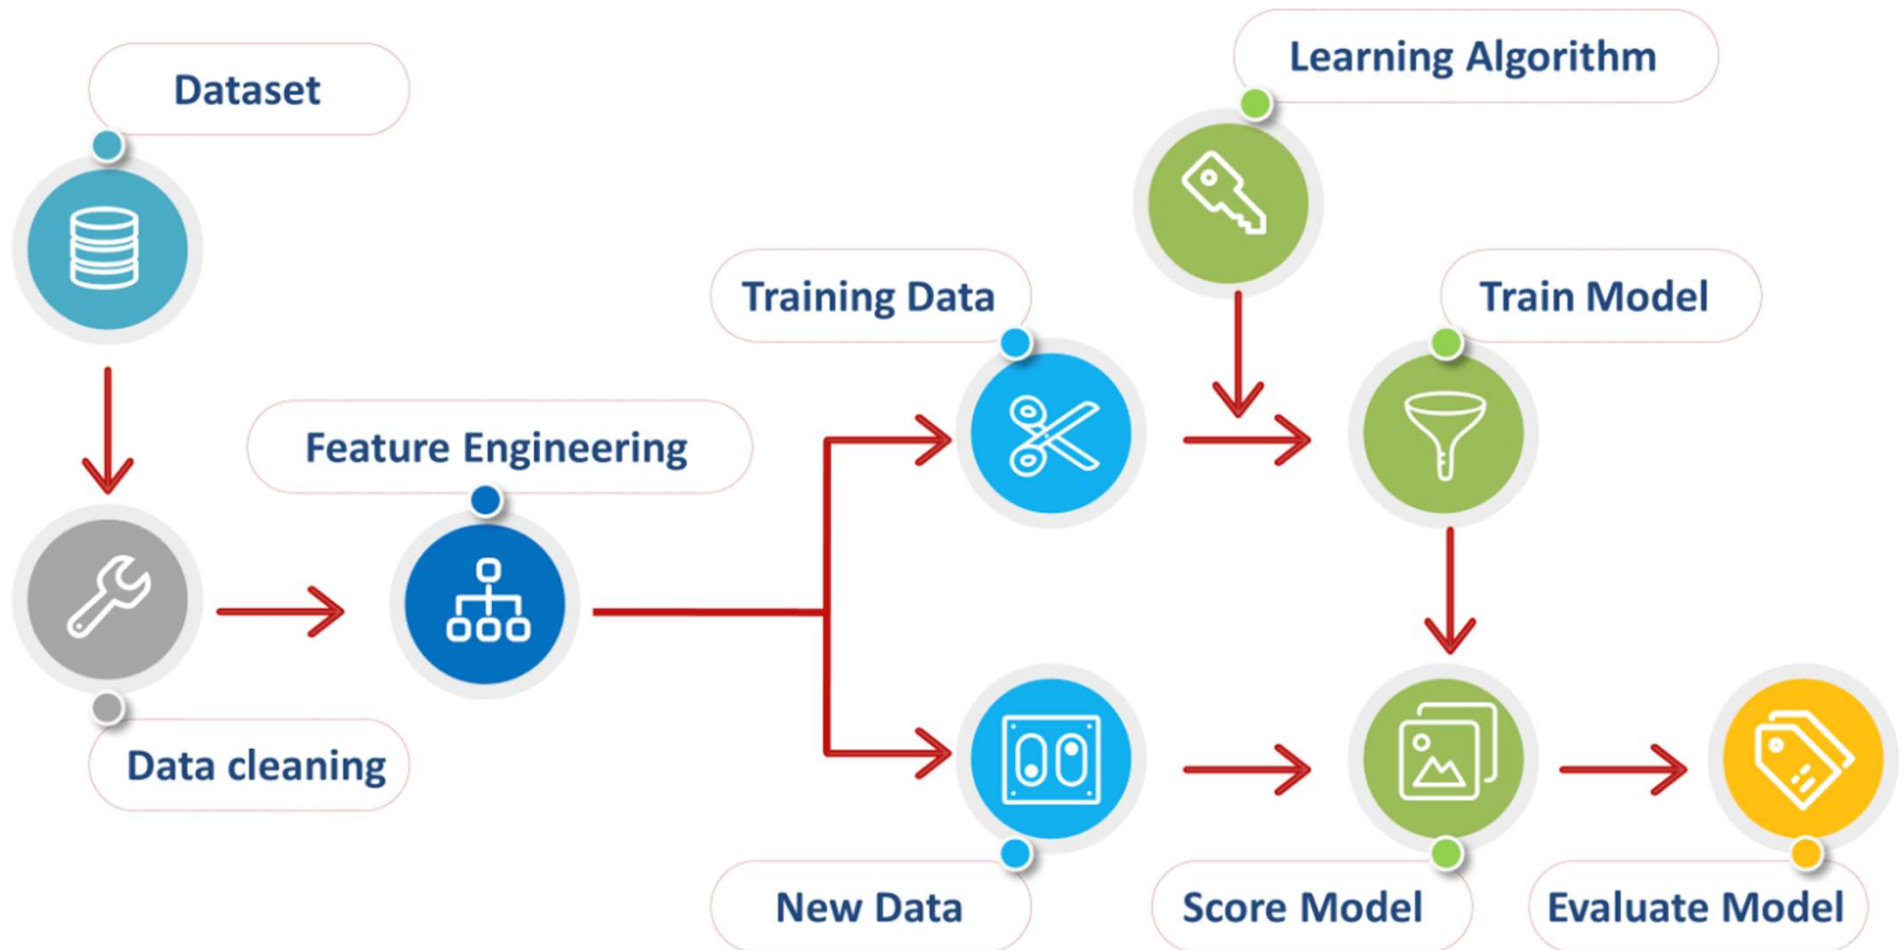 Dataset
Learning Algorithm
Training Data
Train Model
Feature Engineering
Data cleaning
New Data
Score Model
Evaluate Model